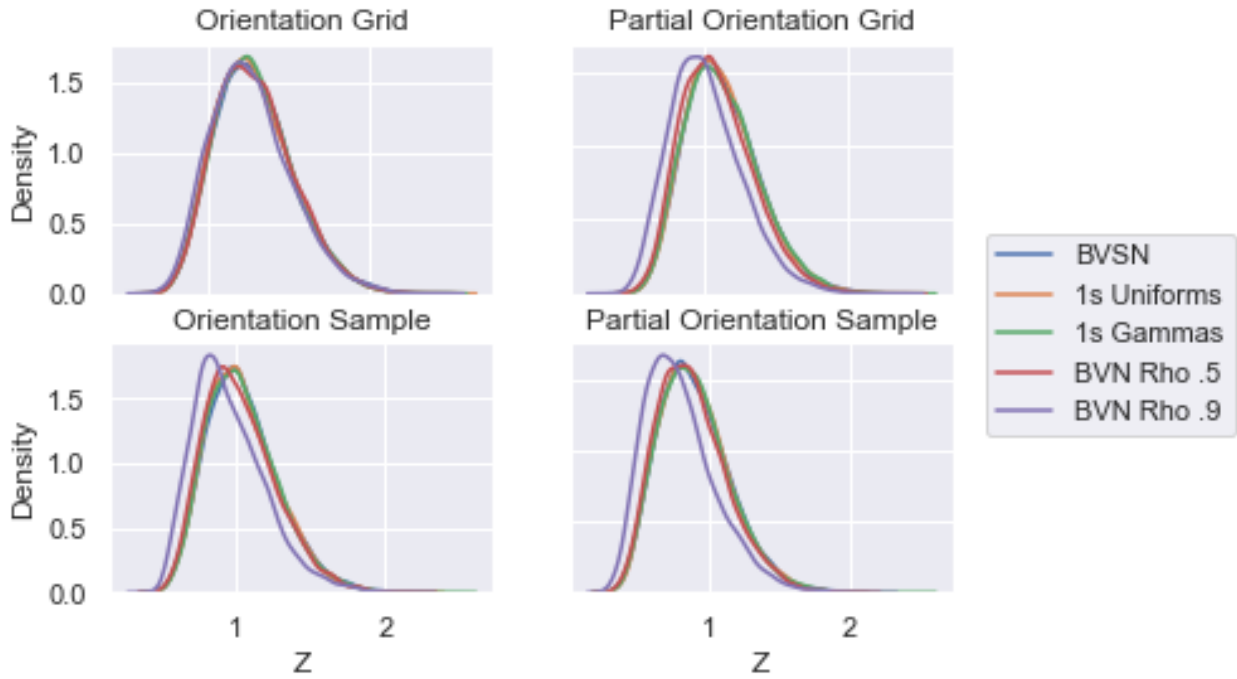 Orientation Grid
Partial Orientation Grid
Density
1.5
1.0
0.5
0.0
Orientation Sample
Partial Orientation Sample
Density
1.5
1.0
0.5
0.0
1
2
1
2
Z
Z
BVSN
1s Uniforms
1s Gammas
BVN Rho .5
BVN Rho .9